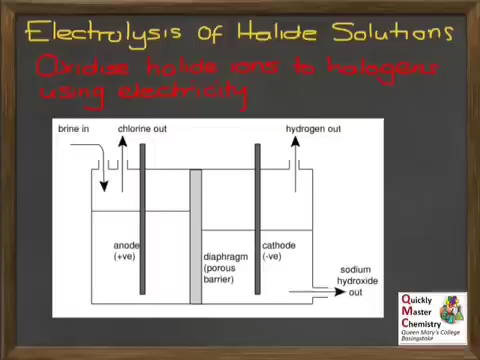 Electrolysis of Halide Solutions
Oxidise halide ions to halogens
using electricity
brine in
chlorine out
hydrogen out
anode
(+ve)
diaphragm
(porous
barrier)
cathode
(-ve)
sodium
hydroxide
out
Quickly
Master
Chemistry
Queen Mary's College
Basingstoke